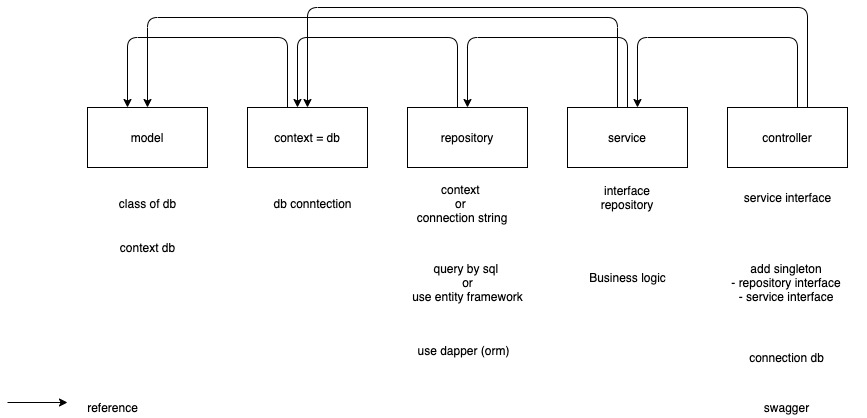 model
context = db
repository
service
controller
class of db
context db
db conntection
context
or
connection string
query by sql
or
use entity framework
use dapper (orm)
interface
repository
Business logic
service interface
add singleton
- repository interface
- service interface
connection db
swagger
reference